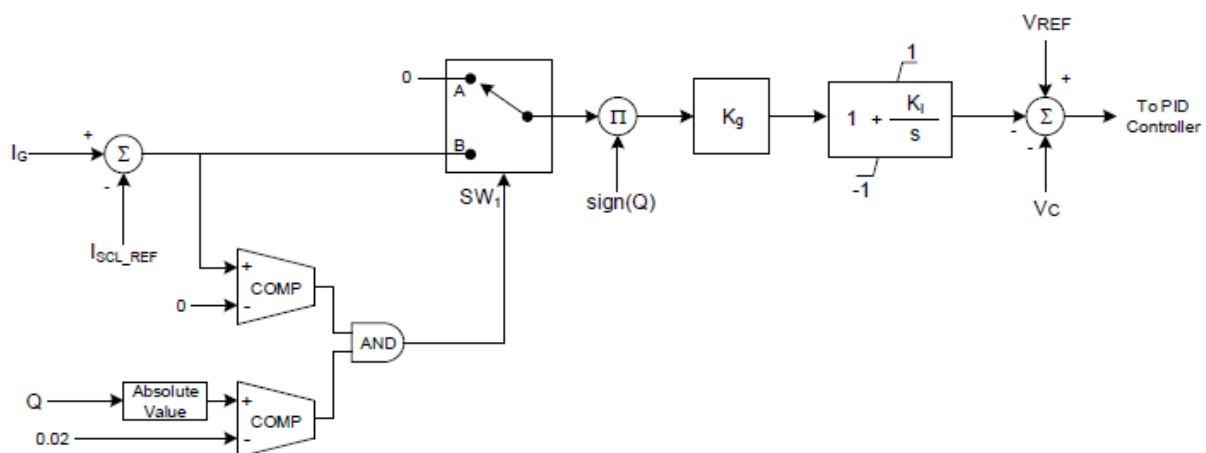 VREF
1
0
A
+
To PID
Controller
Π
Kg
1 + KI
s
-
Σ
-
IG
+
Σ
-
B
-1
SW1
sign(Q)
VC
ISCL_REF
+
COMP
0
-
AND
Q
Absolute
Value
+
COMP
0.02
-